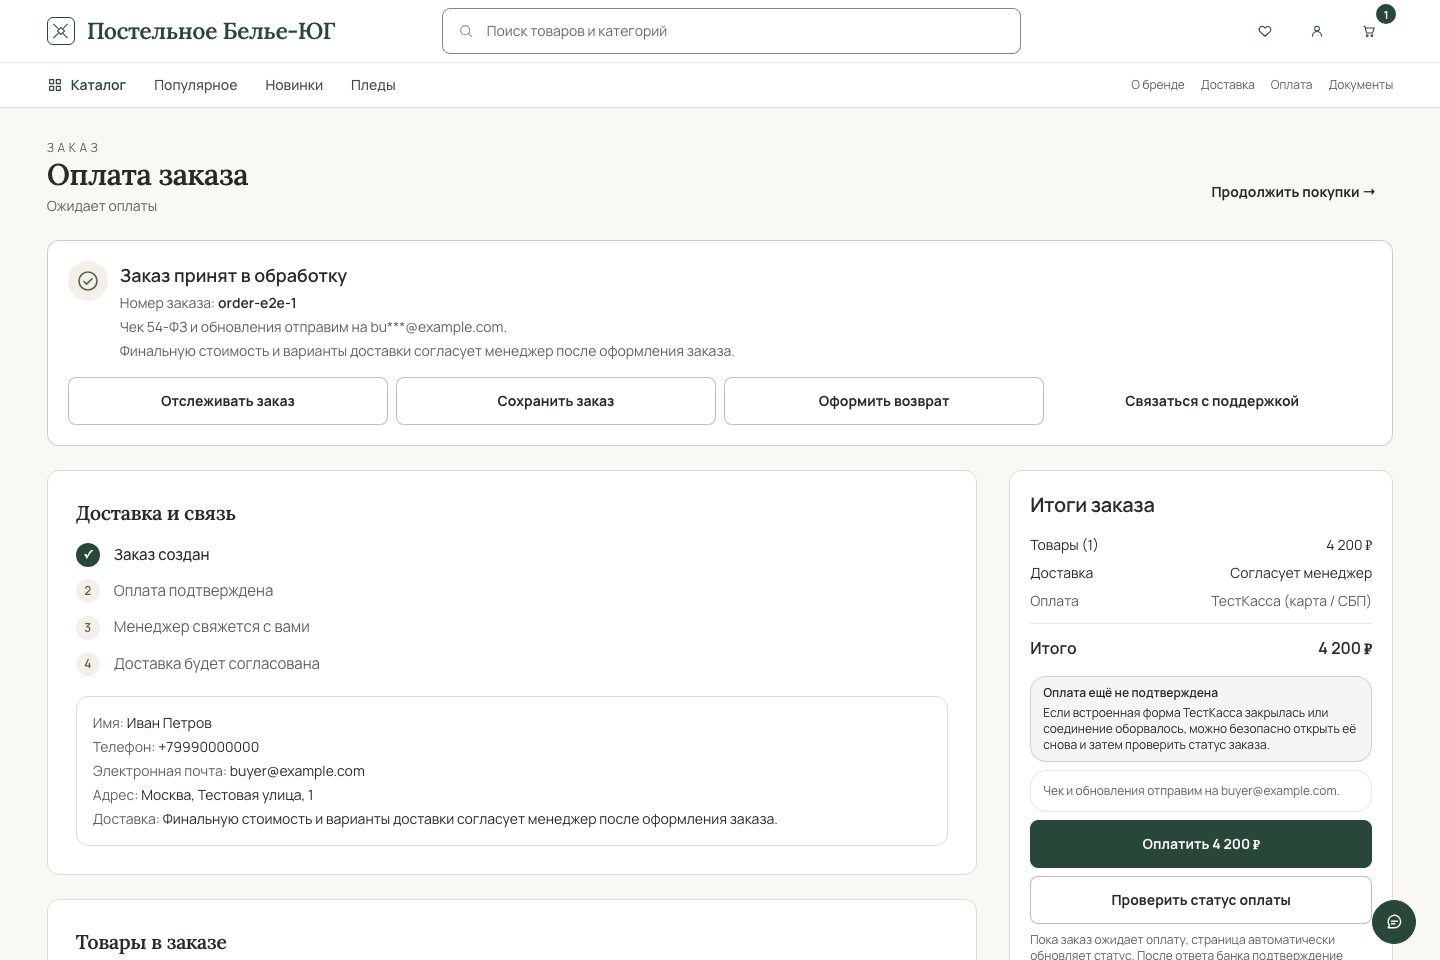 Постельное Белье-ЮГ
Поиск товаров и категорий
1
Каталог
Популярное
Новинки
Пледы
О бренде
Доставка
Оплата
Документы
ЗАКАЗ
Оплата заказа
Ожидает оплаты
Продолжить покупки →
Заказ принят в обработку
Номер заказа: order-e2e-1
Чек 54-ФЗ и обновления отправим на bu***@example.com.
Финальную стоимость и варианты доставки согласует менеджер после оформления заказа.
Отслеживать заказ
Сохранить заказ
Оформить возврат
Связаться с поддержкой
Доставка и связь
✓ Заказ создан
2 Оплата подтверждена
3 Менеджер свяжется с вами
4 Доставка будет согласована
Имя: Иван Петров
Телефон: +79990000000
Электронная почта: buyer@example.com
Адрес: Москва, Тестовая улица, 1
Доставка: Финальную стоимость и варианты доставки согласует менеджер после оформления заказа.
Товары в заказе
Итоги заказа
Товары (1) 4 200 ₽
Доставка Согласует менеджер
Оплата ТестКасса (карта / СБП)
Итого 4 200 ₽
Оплата ещё не подтверждена
Если встроенная форма ТестКасса закрылась или
соединение оборвалось, можно безопасно открыть её
снова и затем проверить статус заказа.
Чек и обновления отправим на buyer@example.com.
Оплатить 4 200 ₽
Проверить статус оплаты
Пока заказ ожидает оплату, страница автоматически
обновляет статус. После ответа банка подтверждение